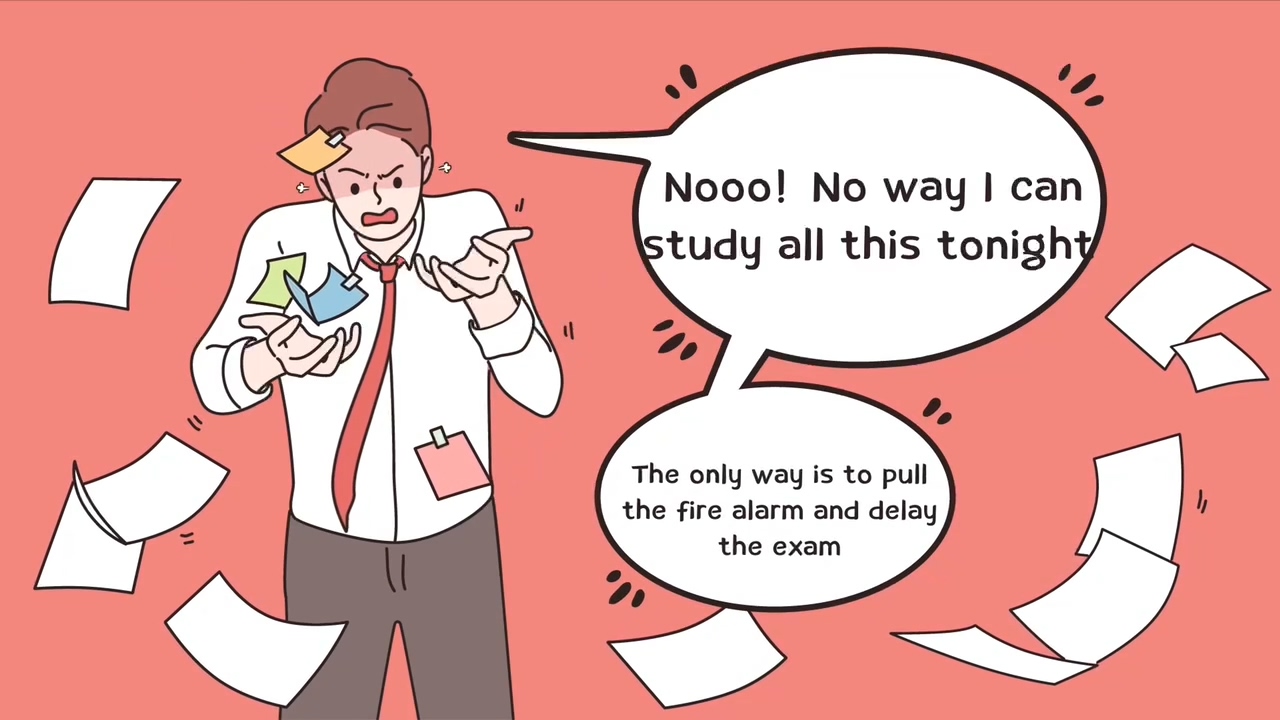 Nooo! No way I can
study all this tonight
The only way is to pull
the fire alarm and delay
the exam